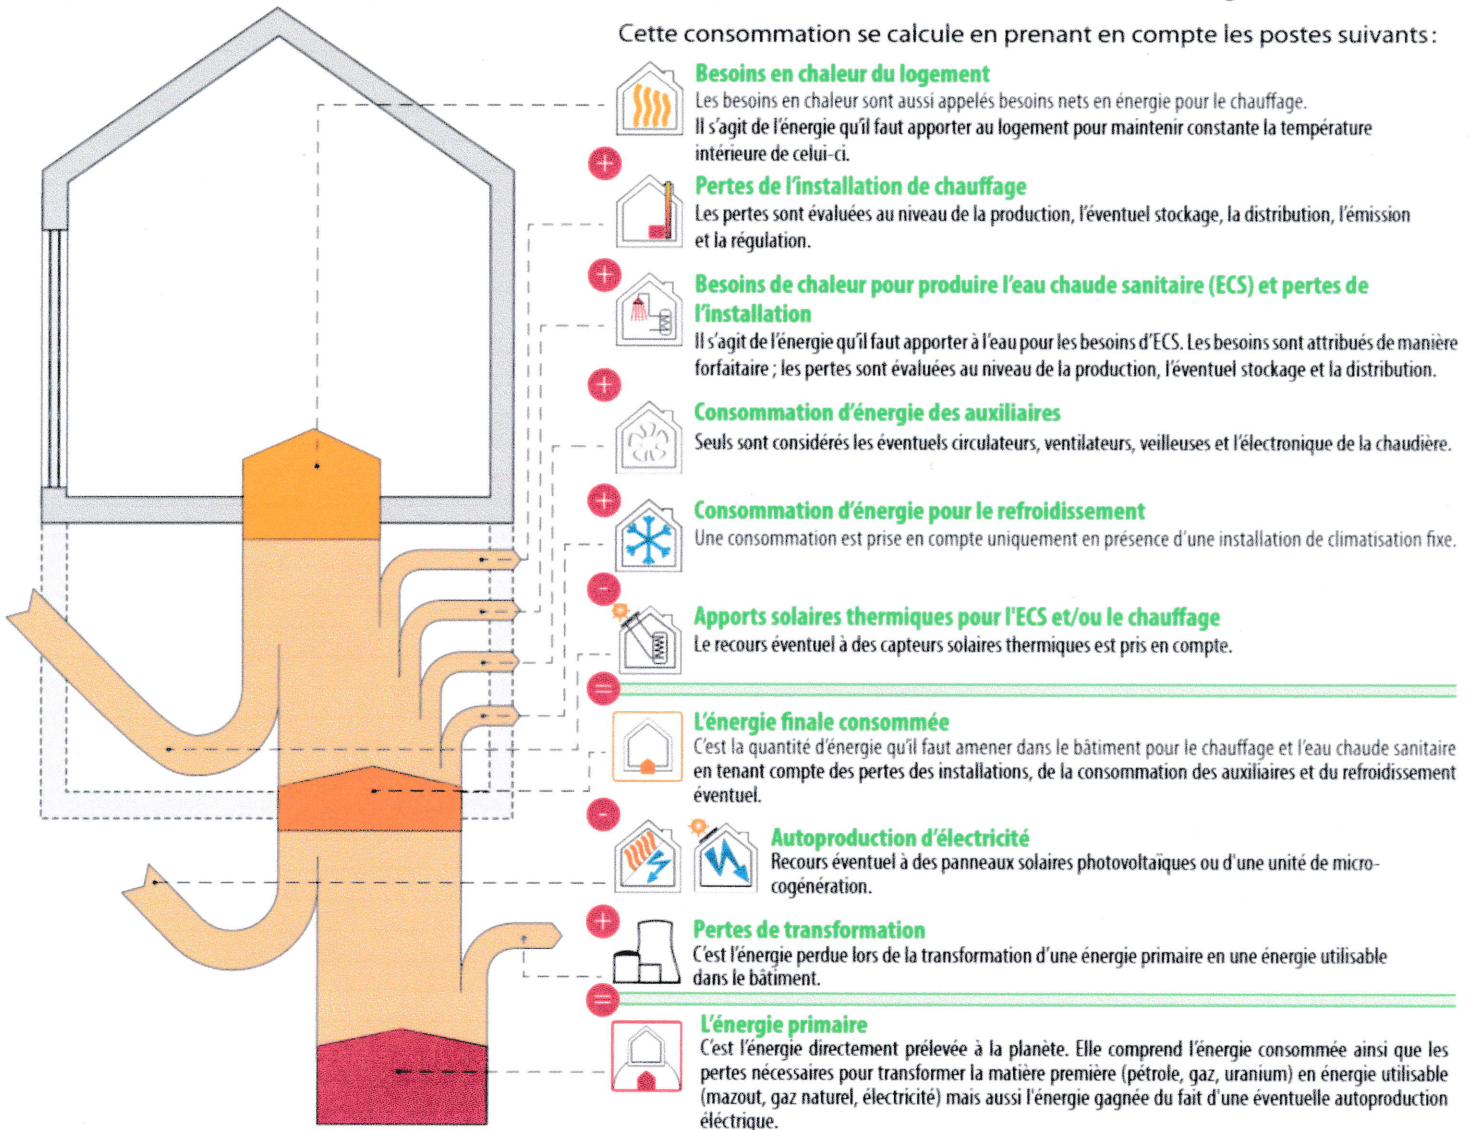 Cette consommation se calcule en prenant en compte les postes suivants :
Besoins en chaleur du logement
Les besoins en chaleur sont aussi appelés besoins nets en énergie pour le chauffage.
Il s'agit de l'énergie qu'il faut apporter au logement pour maintenir constante la température
intérieure de celui-ci.
+
Pertes de l'installation de chauffage
Les pertes sont évaluées au niveau de la production, l'éventuel stockage, la distribution, l'émission
et la régulation.
+
Besoins de chaleur pour produire l'eau chaude sanitaire (ECS) et pertes de
l'installation
Il s'agit de l'énergie qu'il faut apporter à l'eau pour les besoins d'ECS. Les besoins sont attribués de manière
forfaitaire ; les pertes sont évaluées au niveau de la production, l'éventuel stockage et la distribution.
+
Consommation d'énergie des auxiliaires
Seuls sont considérés les éventuels circulateurs, ventilateurs, veilleuses et l'électronique de la chaudière.
+
Consommation d'énergie pour le refroidissement
Une consommation est prise en compte uniquement en présence d'une installation de climatisation fixe.
-
Apports solaires thermiques pour l'ECS et/ou le chauffage
Le recours éventuel à des capteurs solaires thermiques est pris en compte.
=
L'énergie finale consommée
C'est la quantité d'énergie qu'il faut amener dans le bâtiment pour le chauffage et l'eau chaude sanitaire
en tenant compte des pertes des installations, de la consommation des auxiliaires et du refroidissement
éventuel.
-
Autoproduction d'électricité
Recours éventuel à des panneaux solaires photovoltaïques ou d'une unité de micro-
cogénération.
+
Pertes de transformation
C'est l'énergie perdue lors de la transformation d'une énergie primaire en une énergie utilisable
dans le bâtiment.
=
L'énergie primaire
C'est l'énergie directement prélevée à la planète. Elle comprend l'énergie consommée ainsi que les
pertes nécessaires pour transformer la matière première (pétrole, gaz, uranium) en énergie utilisable
(mazout, gaz naturel, électricité) mais aussi l'énergie gagnée du fait d'une éventuelle autoproduction
éléctrique.